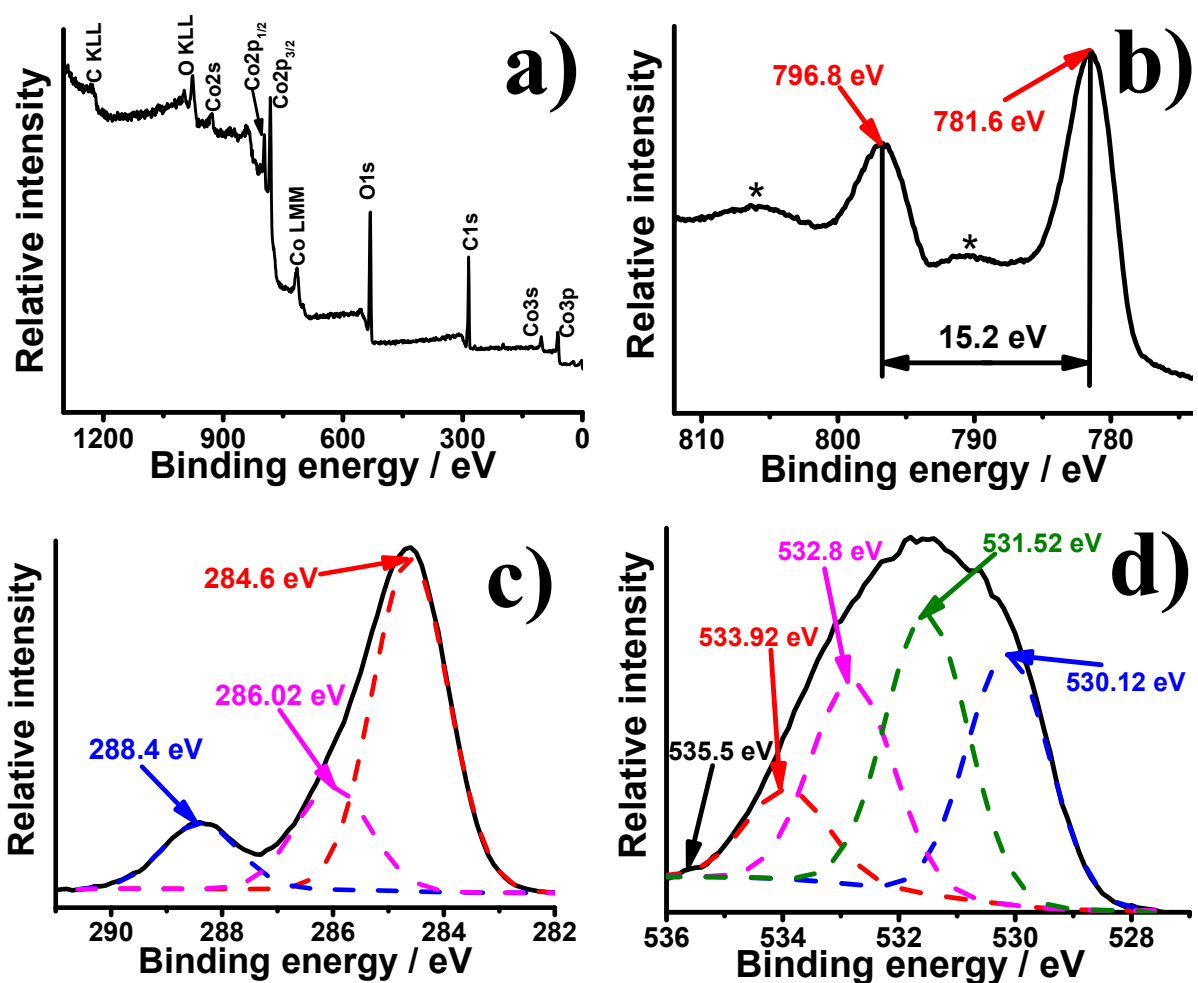 a)
Relative intensity
C KLL
O KLL
Co2s
Co2p1/2
Co2p3/2
Co LMM
O1s
C1s
Co3s
Co3p
1200 900 600 300 0
Binding energy / eV
b)
Relative intensity
796.8 eV
781.6 eV
*
*
15.2 eV
810 800 790 780
Binding energy / eV
c)
Relative intensity
284.6 eV
286.02 eV
288.4 eV
290 288 286 284 282
Binding energy / eV
d)
Relative intensity
532.8 eV
531.52 eV
533.92 eV
530.12 eV
535.5 eV
536 534 532 530 528
Binding energy / eV